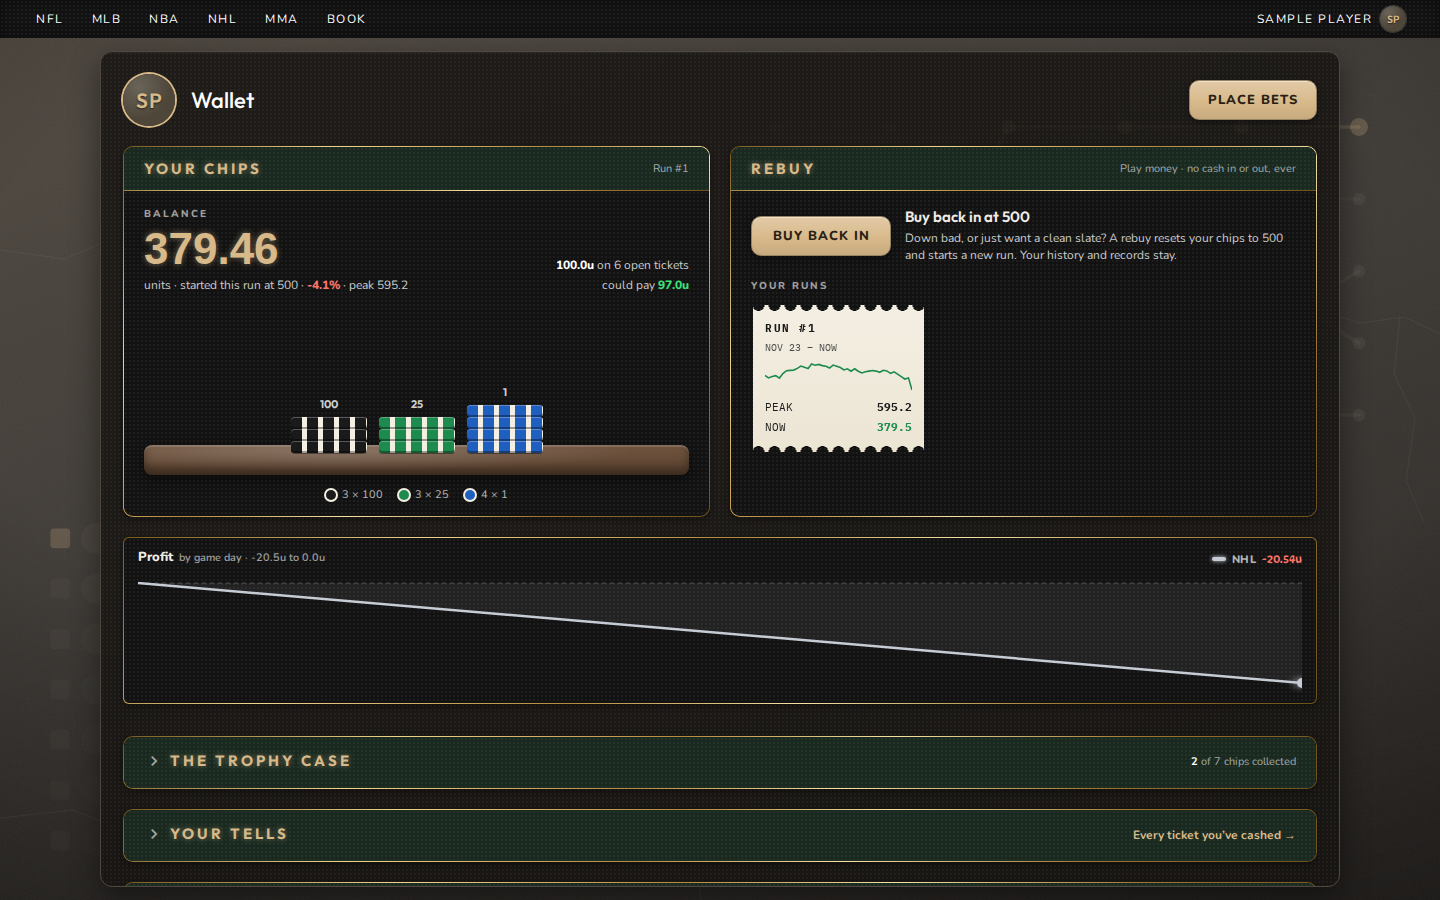 NFL MLB NBA NHL MMA BOOK SAMPLE PLAYER SP
SP Wallet PLACE BETS
YOUR CHIPS Run #1
BALANCE
379.46
100.0u on 6 open tickets
units · started this run at 500 · -4.1% · peak 595.2 could pay 97.0u
100 25 1
3 × 100 3 × 25 4 × 1
REBUY Play money · no cash in or out, ever
BUY BACK IN
Buy back in at 500
Down bad, or just want a clean slate? A rebuy resets your chips to 500
and starts a new run. Your history and records stay.
YOUR RUNS
RUN #1
NOV 23 – NOW
PEAK 595.2
NOW 379.5
Profit by game day · -20.5u to 0.0u NHL -20.54u
THE TROPHY CASE 2 of 7 chips collected
YOUR TELLS Every ticket you've cashed →